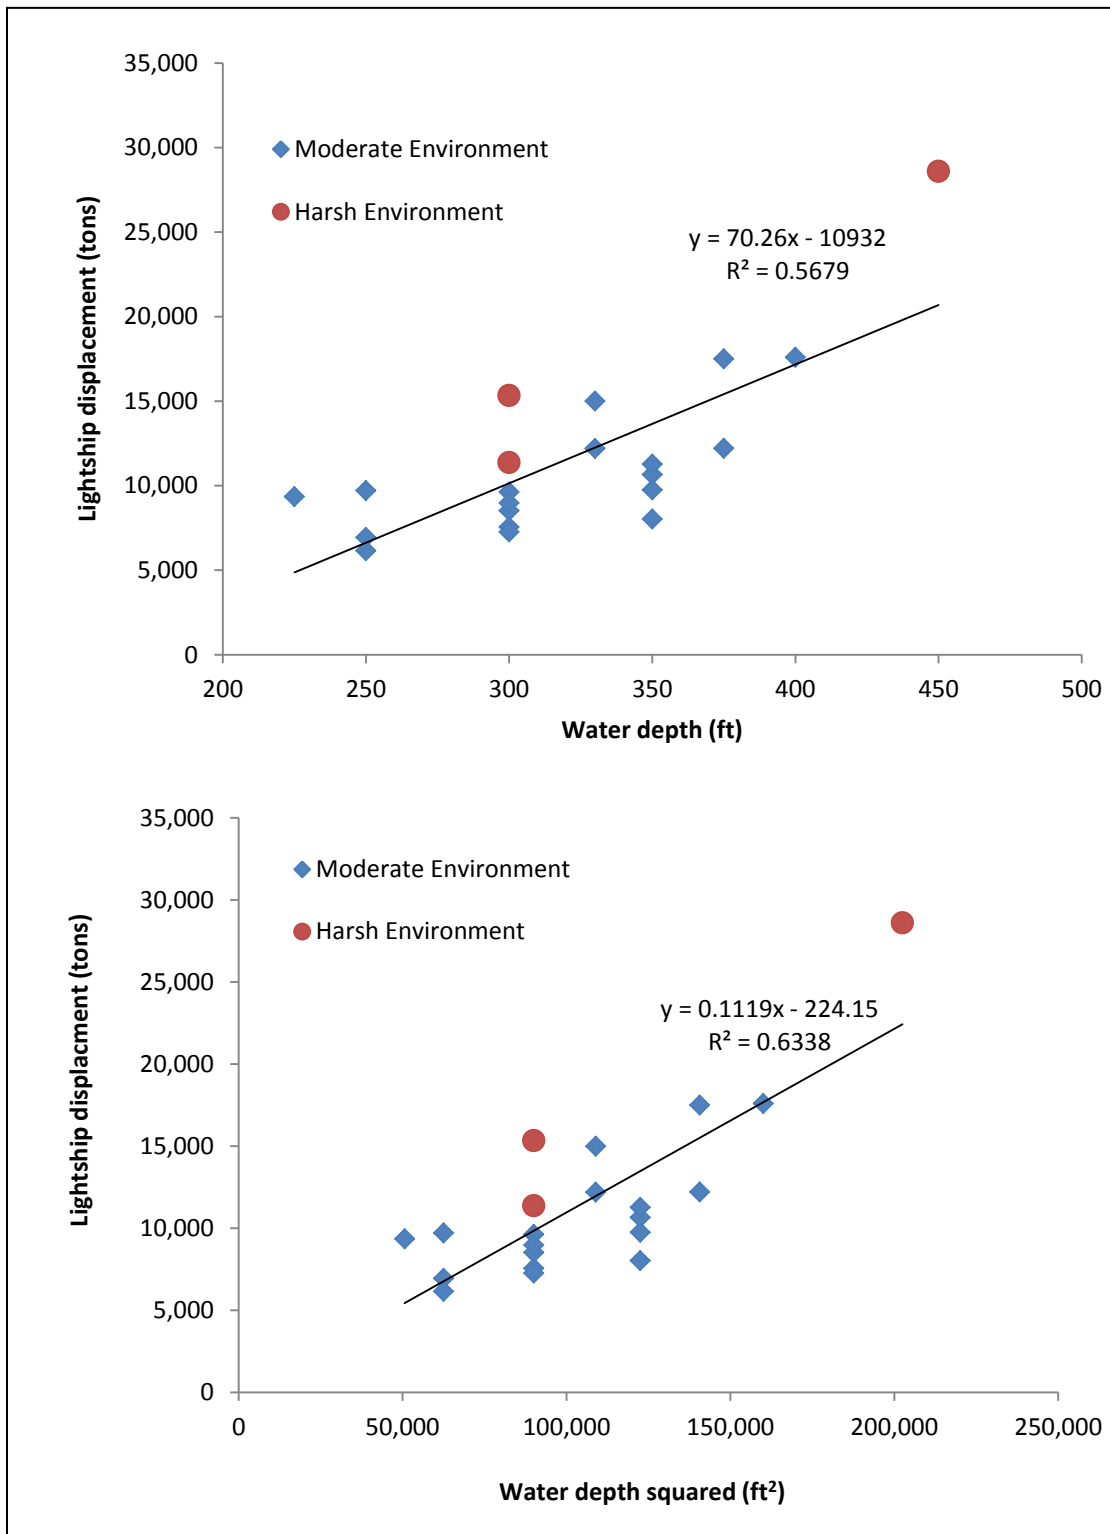 35,000
30,000
25,000
20,000
15,000
10,000
5,000
0
Lightship displacement (tons)
Moderate Environment
Harsh Environment
y = 70.26x - 10932
R² = 0.5679
200 250 300 350 400 450 500
Water depth (ft)
35,000
30,000
25,000
20,000
15,000
10,000
5,000
0
Lightship displacment (tons)
Moderate Environment
Harsh Environment
y = 0.1119x - 224.15
R² = 0.6338
0 50,000 100,000 150,000 200,000 250,000
Water depth squared (ft²)